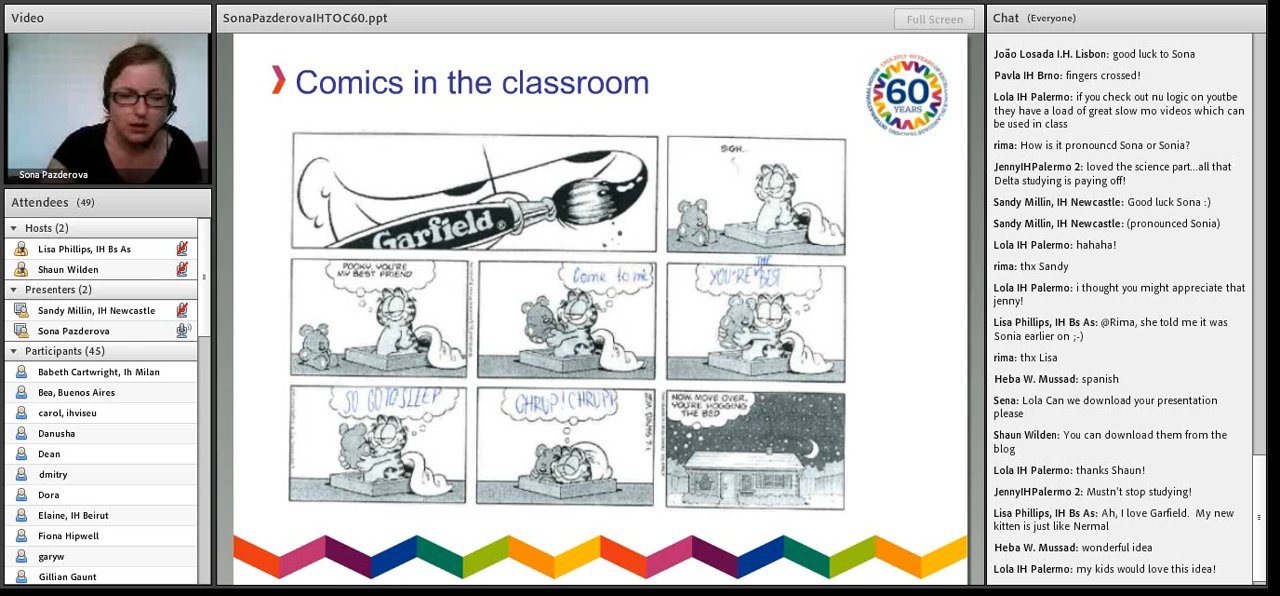 Video
Sona Pazderova
Attendees (49)
Hosts (2)
Lisa Phillips, IH Bs As
Shaun Wilden
Presenters (2)
Sandy Millin, IH Newcastle
Sona Pazderova
Participants (45)
Babeth Cartwright, Ih Milan
Bea, Buenos Aires
carol, ihviseu
Danusha
Dean
dmitry
Dora
Elaine, IH Beirut
Fiona Hipwell
garyw
Gillian Gaunt
SonaPazderovaIHTOC60.ppt
Full Screen
Comics in the classroom
60
YEARS
Garfield
SIGH...
POOKY, YOU'RE
MY BEST FRIEND
Come to me
THE
YOU'RE BEST
SO GO TO SLEEP
CHRUP! CHRUPP
NOW, MOVE OVER.
YOU'RE HOGGING
THE BED
Chat (Everyone)
João Losada I.H. Lisbon: good luck to Sona
Pavla IH Brno: fingers crossed!
Lola IH Palermo: if you check out nu logic on youtbe
they have a load of great slow mo videos which can
be used in class
rima: How is it pronouncd Sona or Sonia?
JennyIHPalermo 2: loved the science part...all that
Delta studying is paying off!
Sandy Millin, IH Newcastle: Good luck Sona :)
Sandy Millin, IH Newcastle: (pronounced Sonia)
Lola IH Palermo: hahaha!
rima: thx Sandy
Lola IH Palermo: i thought you might appreciate that
jenny!
Lisa Phillips, IH Bs As: @Rima, she told me it was
Sonia earlier on ;-)
rima: thx Lisa
Heba W. Mussad: spanish
Sena: Lola Can we download your presentation
please
Shaun Wilden: You can download them from the
blog
Lola IH Palermo: thanks Shaun!
JennyIHPalermo 2: Mustn't stop studying!
Lisa Phillips, IH Bs As: Ah, I love Garfield. My new
kitten is just like Nermal
Heba W. Mussad: wonderful idea
Lola IH Palermo: my kids would love this idea!